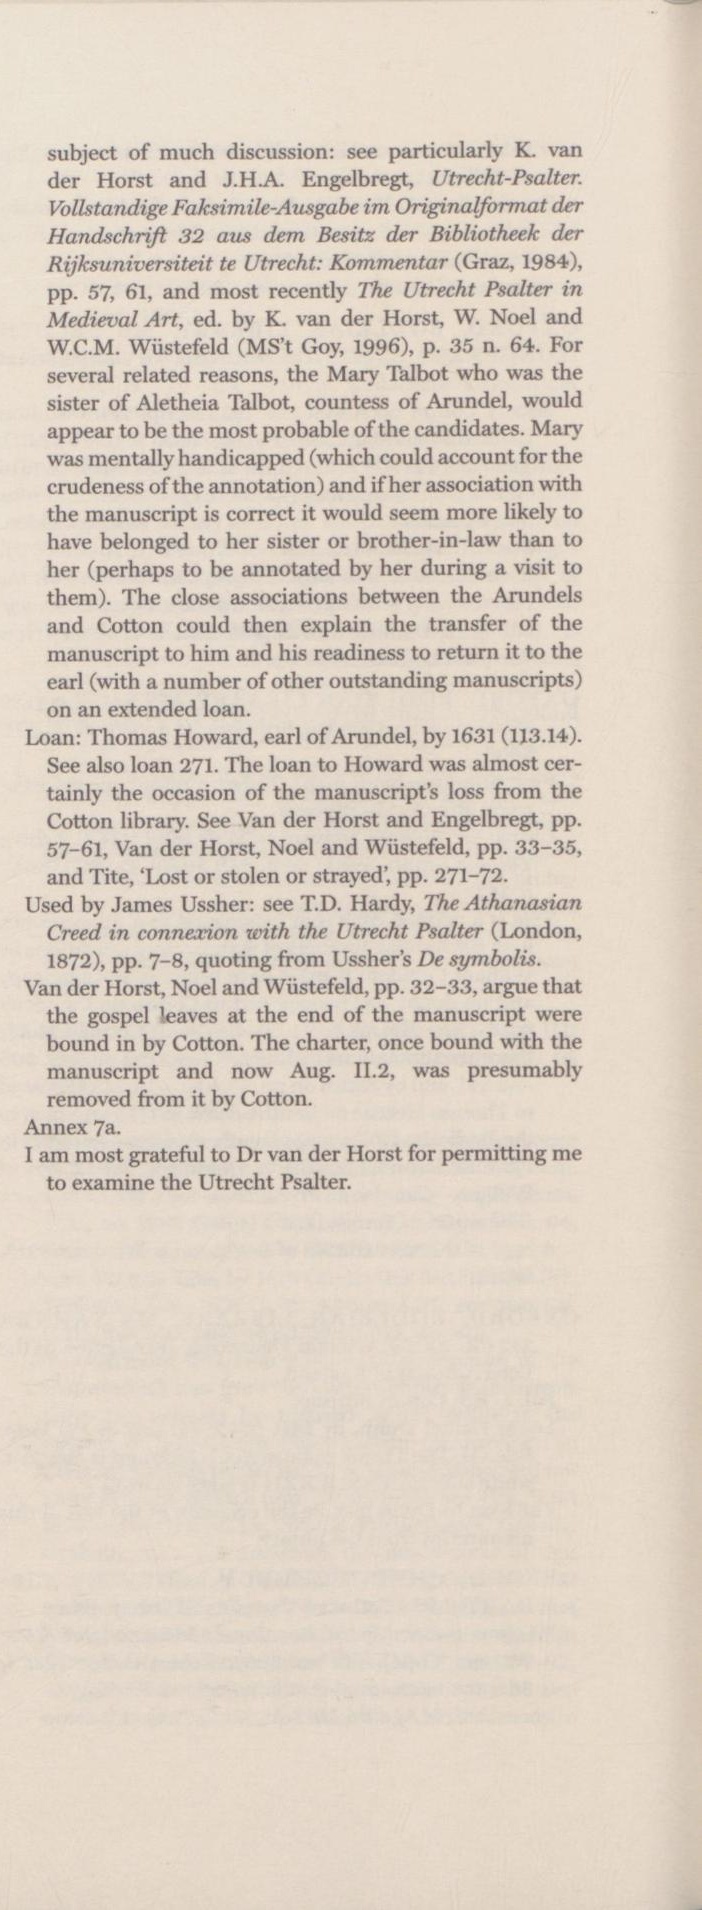 subject of much discussion: see particularly K. van
der Horst and J.H.A. Engelbregt, Utrecht-Psalter.
Vollstandige Faksimile-Ausgabe im Originalformat der
Handschrift 32 aus dem Besitz der Bibliotheek der
Rijksuniversiteit te Utrecht: Kommentar (Graz, 1984),
pp. 57, 61, and most recently The Utrecht Psalter in
Medieval Art, ed. by K. van der Horst, W. Noel and
W.C.M. Wüstefeld (MS't Goy, 1996), p. 35 n. 64. For
several related reasons, the Mary Talbot who was the
sister of Aletheia Talbot, countess of Arundel, would
appear to be the most probable of the candidates. Mary
was mentally handicapped (which could account for the
crudeness of the annotation) and if her association with
the manuscript is correct it would seem more likely to
have belonged to her sister or brother-in-law than to
her (perhaps to be annotated by her during a visit to
them). The close associations between the Arundels
and Cotton could then explain the transfer of the
manuscript to him and his readiness to return it to the
earl (with a number of other outstanding manuscripts)
on an extended loan.
Loan: Thomas Howard, earl of Arundel, by 1631 (113.14).
See also loan 271. The loan to Howard was almost cer-
tainly the occasion of the manuscript's loss from the
Cotton library. See Van der Horst and Engelbregt, pp.
57–61, Van der Horst, Noel and Wüstefeld, pp. 33–35,
and Tite, 'Lost or stolen or strayed', pp. 271–72.
Used by James Ussher: see T.D. Hardy, The Athanasian
Creed in connexion with the Utrecht Psalter (London,
1872), pp. 7–8, quoting from Ussher's De symbolis.
Van der Horst, Noel and Wüstefeld, pp. 32–33, argue that
the gospel leaves at the end of the manuscript were
bound in by Cotton. The charter, once bound with the
manuscript and now Aug. II.2, was presumably
removed from it by Cotton.
Annex 7a.
I am most grateful to Dr van der Horst for permitting me
to examine the Utrecht Psalter.